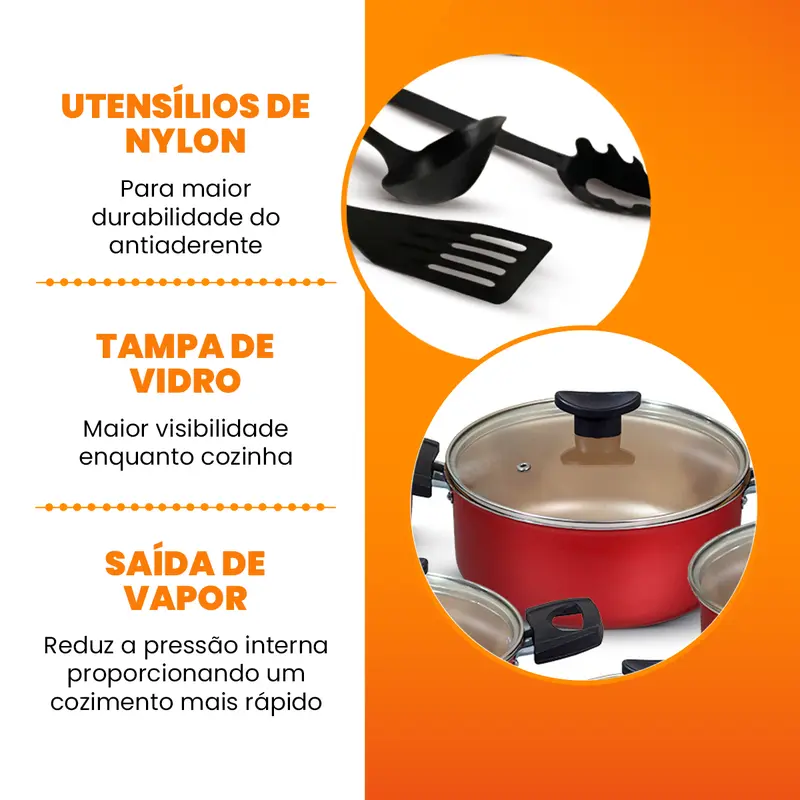 UTENSÍLIOS DE
NYLON
Para maior
durabilidade do
antiaderente
TAMPA DE
VIDRO
Maior visibilidade
enquanto cozinha
SAÍDA DE
VAPOR
Reduz a pressão interna
proporcionando um
cozimento mais rápido